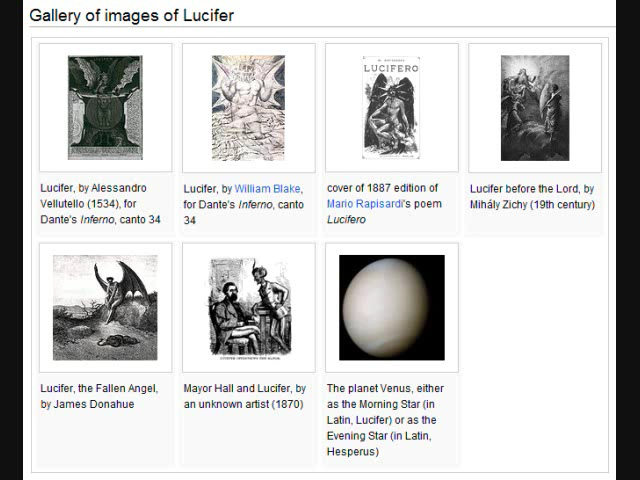 Gallery of images of Lucifer
LUCIFERO
Lucifer, by Alessandro
Vellutello (1534), for
Dante's Inferno, canto 34
Lucifer, by William Blake,
for Dante's Inferno, canto
34
cover of 1887 edition of
Mario Rapisardi's poem
Lucifero
Lucifer before the Lord, by
Mihály Zichy (19th century)
Lucifer, the Fallen Angel,
by James Donahue
Mayor Hall and Lucifer, by
an unknown artist (1870)
The planet Venus, either
as the Morning Star (in
Latin, Lucifer) or as the
Evening Star (in Latin,
Hesperus)